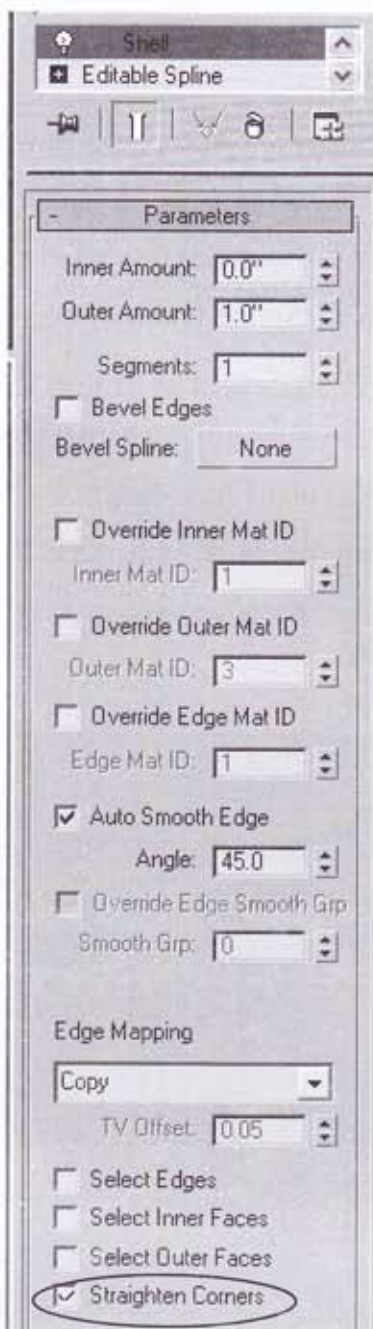 Shell
Editable Spline
- Parameters
Inner Amount: 0.0"
Outer Amount: 1.0"
Segments: 1
Bevel Edges
Bevel Spline: None
Override Inner Mat ID
Inner Mat ID: 1
Override Outer Mat ID
Outer Mat ID: 3
Override Edge Mat ID
Edge Mat ID: 1
Auto Smooth Edge
Angle: 45.0
Override Edge Smooth Grp
Smooth Grp: 0
Edge Mapping
Copy
TV Offset: 0.05
Select Edges
Select Inner Faces
Select Outer Faces
Straighten Corners